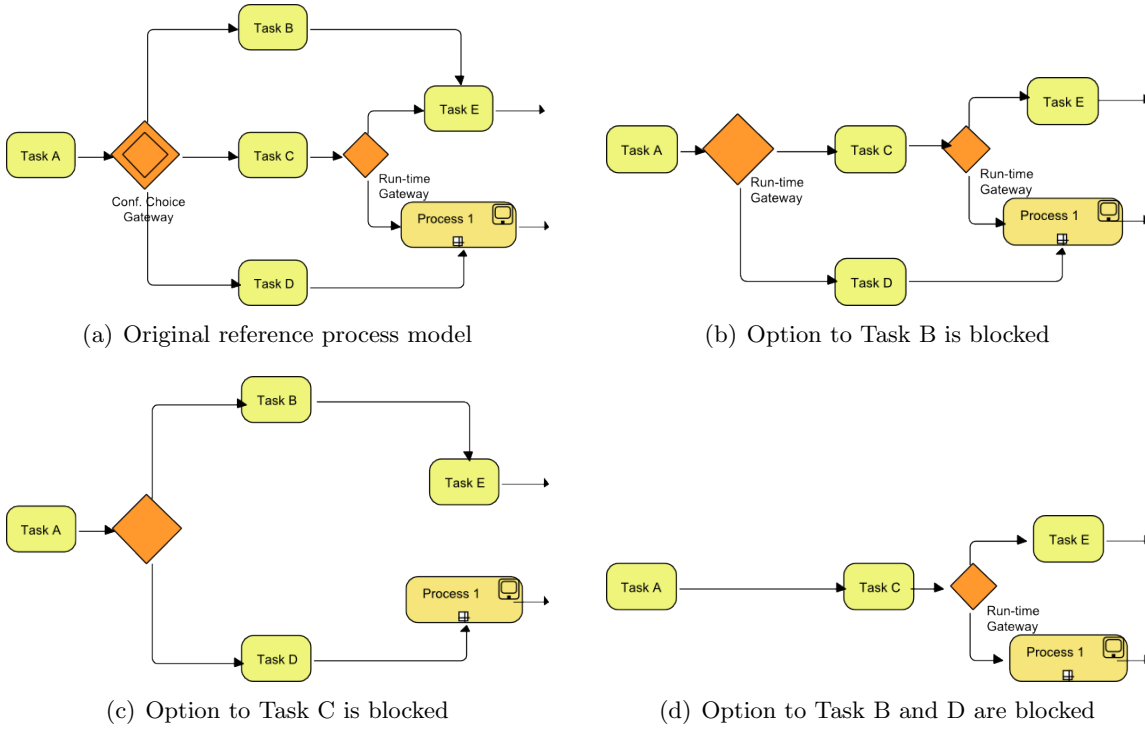 Task B
Task E
Task A
Task C
Conf. Choice
Gateway
Run-time
Gateway
Process 1
Task D
(a) Original reference process model
Task E
Task A
Task C
Run-time
Gateway
Run-time
Gateway
Process 1
Task D
(b) Option to Task B is blocked
Task B
Task E
Task A
Process 1
Task D
(c) Option to Task C is blocked
Task E
Task A
Task C
Run-time
Gateway
Process 1
(d) Option to Task B and D are blocked